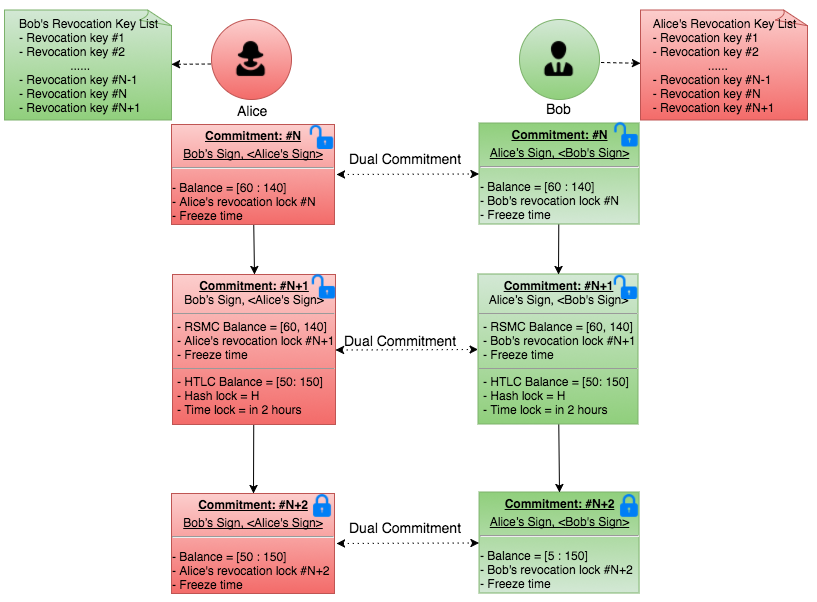 Bob's Revocation Key List
- Revocation key #1
- Revocation key #2
......
- Revocation key #N-1
- Revocation key #N
- Revocation key #N+1
Alice's Revocation Key List
- Revocation key #1
- Revocation key #2
......
- Revocation key #N-1
- Revocation key #N
- Revocation key #N+1
Alice
Bob
Commitment: #N
Bob's Sign, <Alice's Sign>
- Balance = [60 : 140]
- Alice's revocation lock #N
- Freeze time
Dual Commitment
Commitment: #N
Alice's Sign, <Bob's Sign>
- Balance = [60 : 140]
- Bob's revocation lock #N
- Freeze time
Commitment: #N+1
Bob's Sign, <Alice's Sign>
- RSMC Balance = [60, 140]
- Alice's revocation lock #N+1
- Freeze time
- HTLC Balance = [50: 150]
- Hash lock = H
- Time lock = in 2 hours
Dual Commitment
Commitment: #N+1
Alice's Sign, <Bob's Sign>
- RSMC Balance = [60, 140]
- Bob's revocation lock #N+1
- Freeze time
- HTLC Balance = [50: 150]
- Hash lock = H
- Time lock = in 2 hours
Commitment: #N+2
Bob's Sign, <Alice's Sign>
- Balance = [50 : 150]
- Alice's revocation lock #N+2
- Freeze time
Dual Commitment
Commitment: #N+2
Alice's Sign, <Bob's Sign>
- Balance = [5 : 150]
- Bob's revocation lock #N+2
- Freeze time